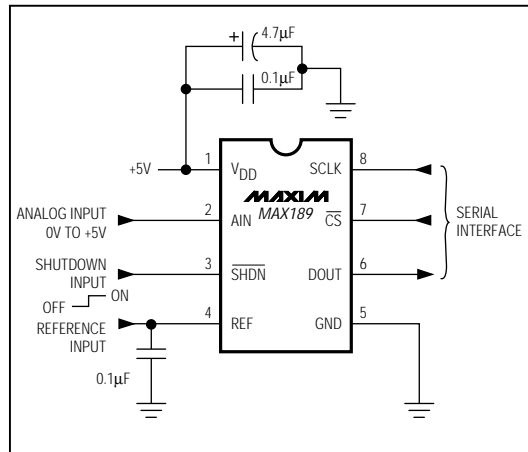 + 4.7μF
0.1μF
+5V
1 VDD SCLK 8
MAXIM
MAX189
ANALOG INPUT
0V TO +5V
2 AIN CS 7
SERIAL
INTERFACE
SHUTDOWN
INPUT
3 SHDN DOUT 6
OFF ON
REFERENCE
INPUT
4 REF GND 5
0.1μF